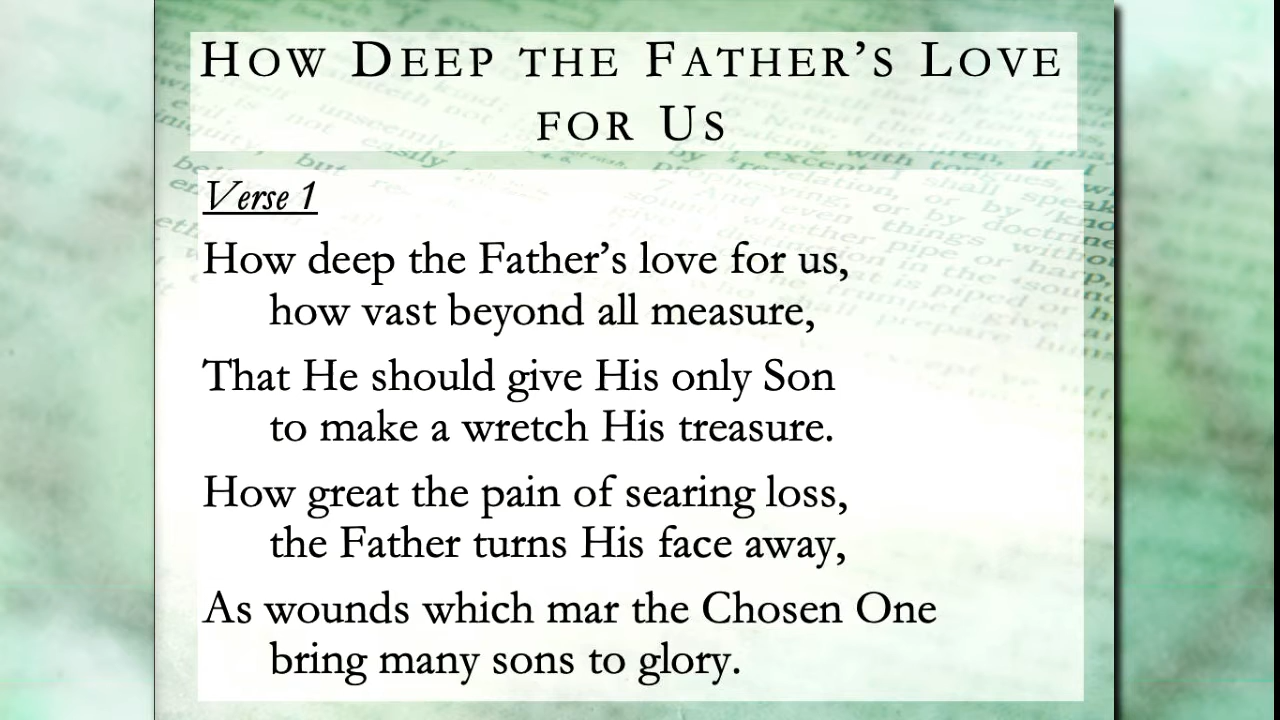 HOW DEEP THE FATHER’S LOVE
FOR US
Verse 1
How deep the Father’s love for us,
how vast beyond all measure,
That He should give His only Son
to make a wretch His treasure.
How great the pain of searing loss,
the Father turns His face away,
As wounds which mar the Chosen One
bring many sons to glory.